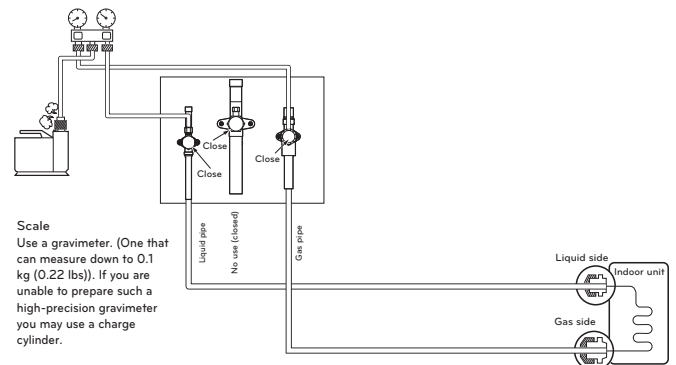 Close
Close
Close
Liquid pipe
No use (closed)
Gas pipe
Scale
Use a gravimeter. (One that
can measure down to 0.1
kg (0.22 lbs)). If you are
unable to prepare such a
high-precision gravimeter
you may use a charge
cylinder.
Liquid side
Indoor unit
Gas side